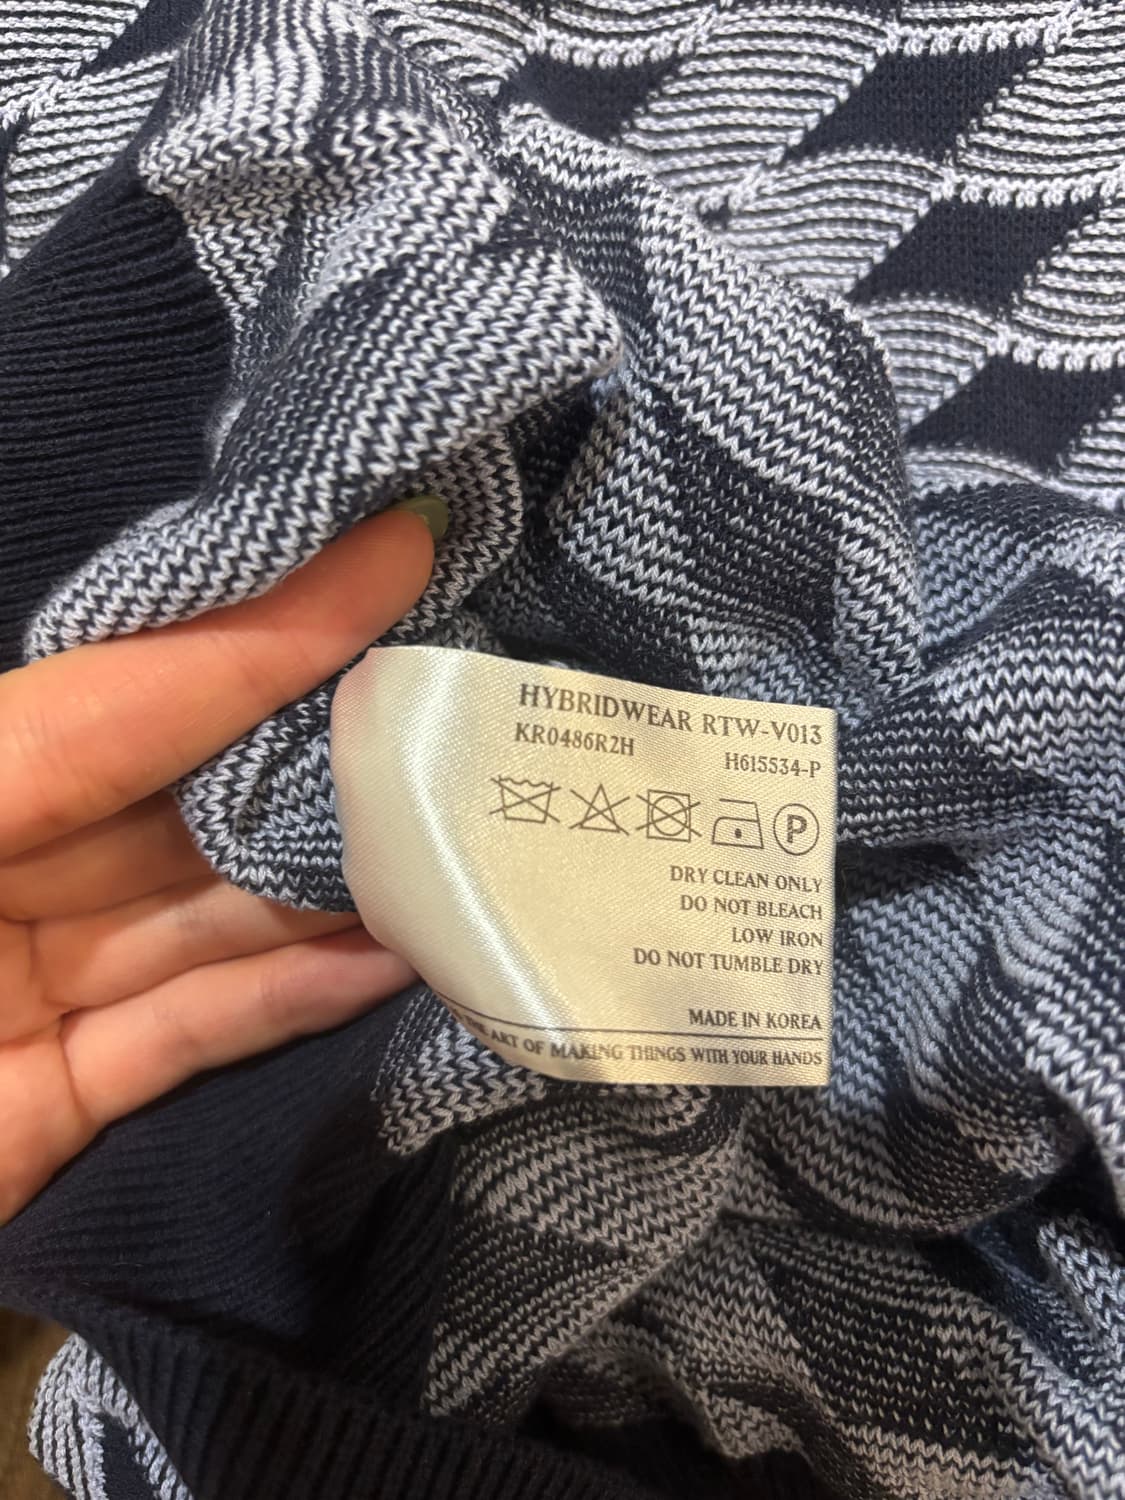 HYBRIDWEAR RTW-V013
KR0486R2H H615534-P
P
DRY CLEAN ONLY
DO NOT BLEACH
LOW IRON
DO NOT TUMBLE DRY
MADE IN KOREA
THE ART OF MAKING THINGS WITH YOUR HANDS